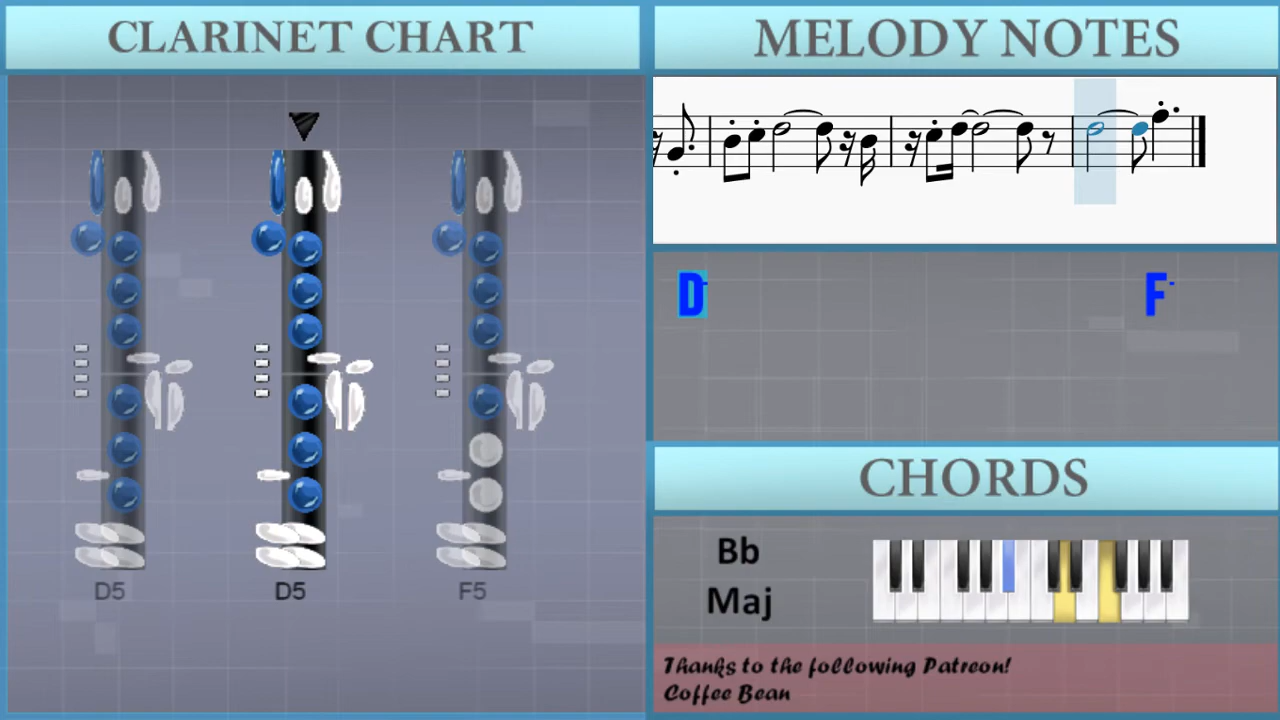 CLARINET CHART
MELODY NOTES
D
F
D5
D5
F5
CHORDS
Bb
Maj
Thanks to the following Patreon!
Coffee Bean